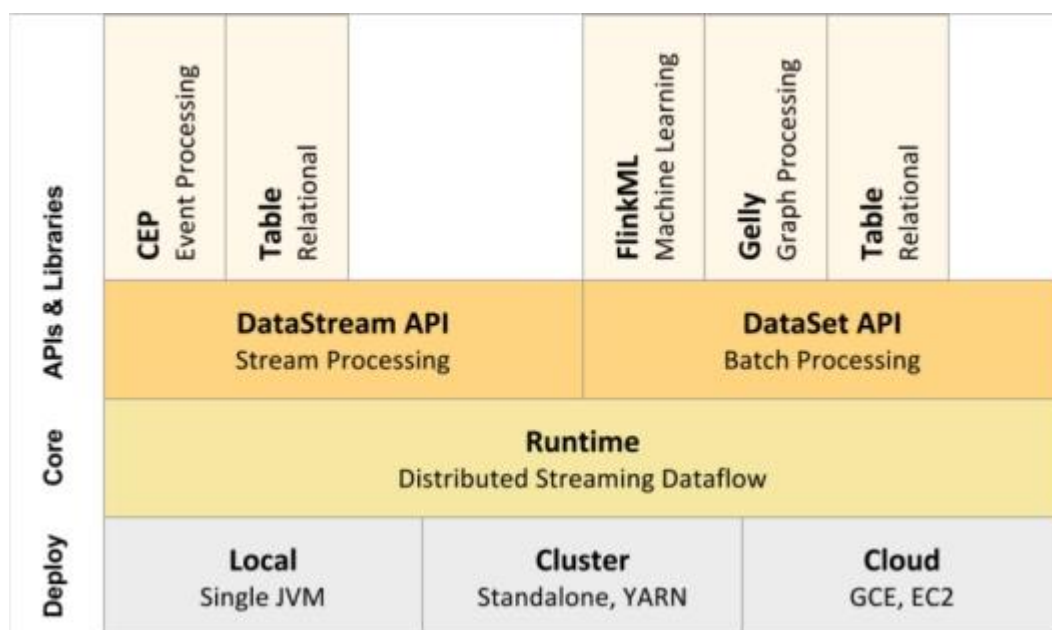 APIs & Libraries
CEP
Event Processing
Table
Relational
FlinkML
Machine Learning
Gelly
Graph Processing
Table
Relational
DataStream API
Stream Processing
DataSet API
Batch Processing
Core
Runtime
Distributed Streaming Dataflow
Deploy
Local
Single JVM
Cluster
Standalone, YARN
Cloud
GCE, EC2